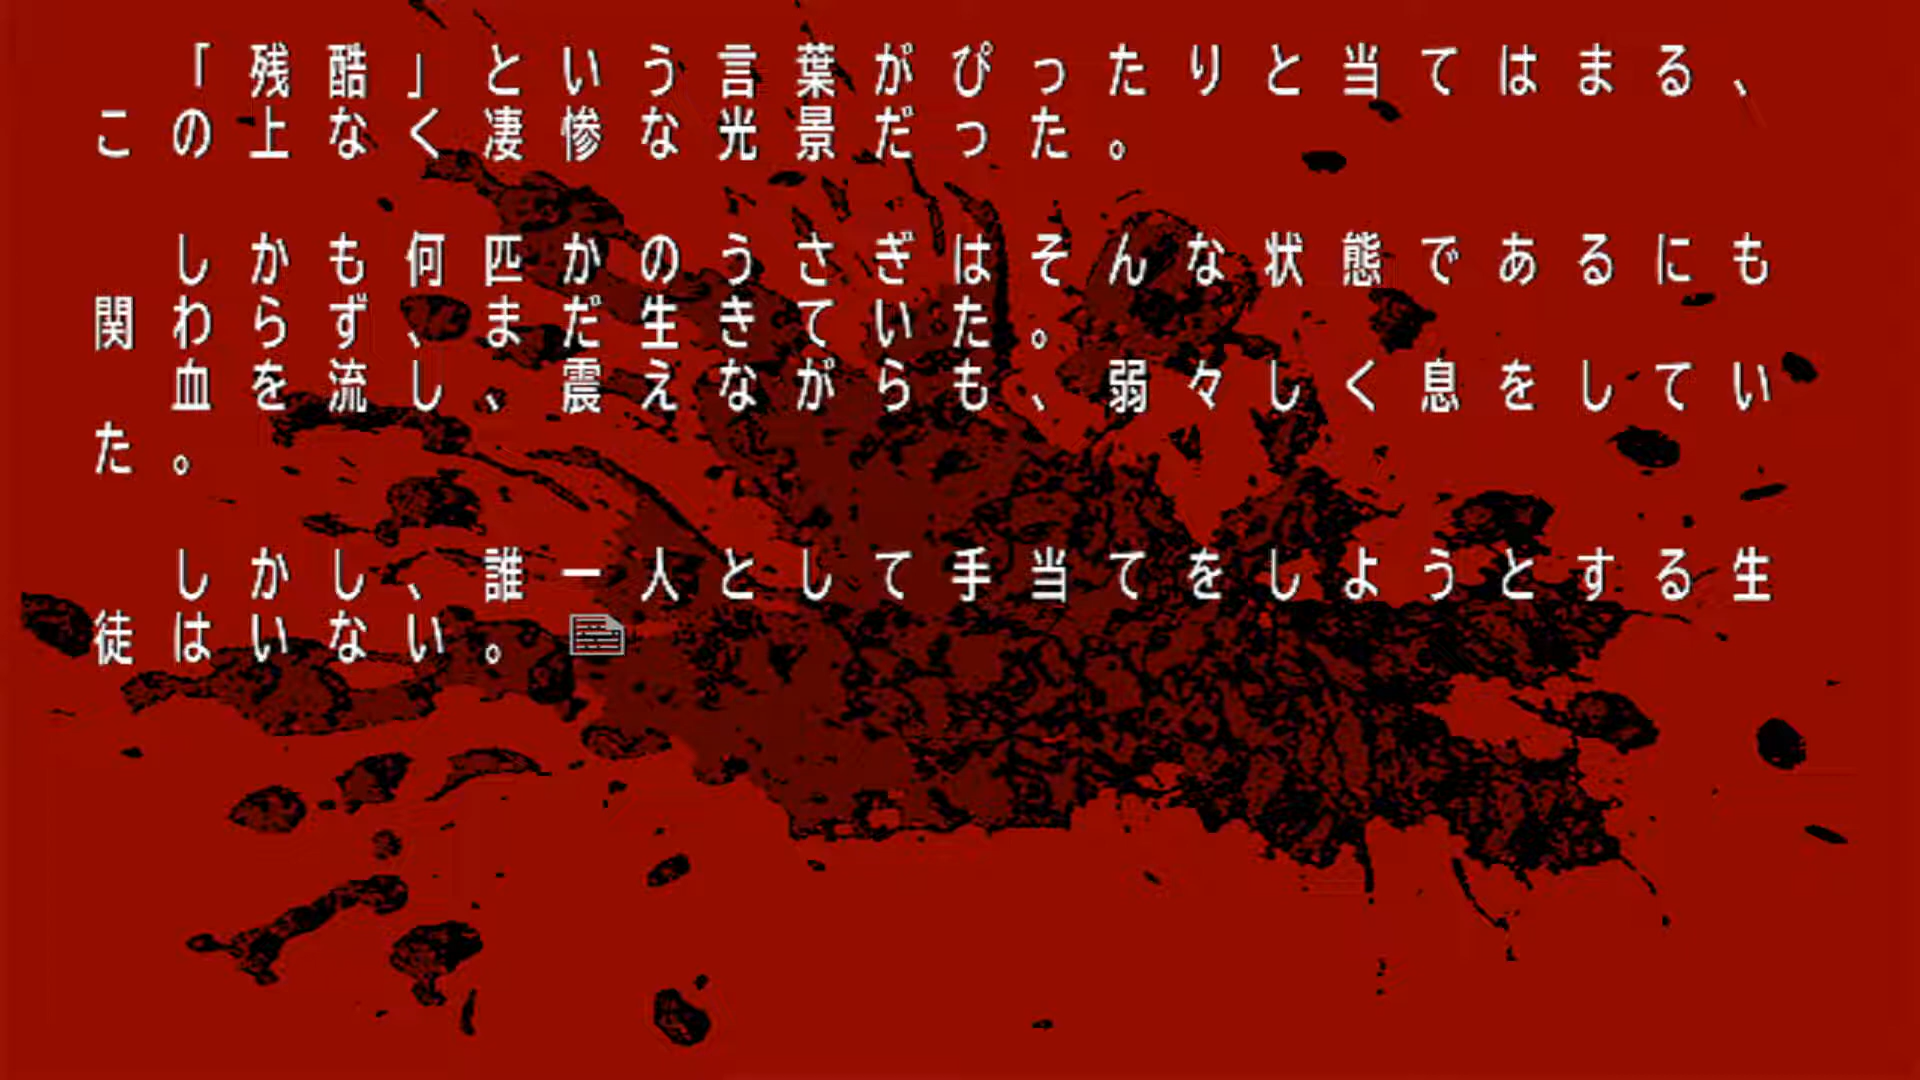 「残酷」という言葉がぴったりと当てはまる、
この上なく凄惨な光景だった。
しかも何匹かのうさぎはそんな状態であるにも
関わらず、まだ生きていた。
血を流し、震えながらも、弱々しく息をしてい
た。
しかし、誰一人として手当てをしようとする生
徒はいない。